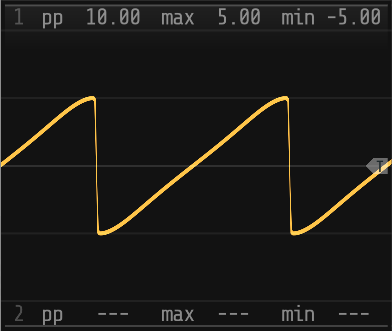 1 pp 10.00 max 5.00 min -5.00
T
2 pp --- max --- min ---